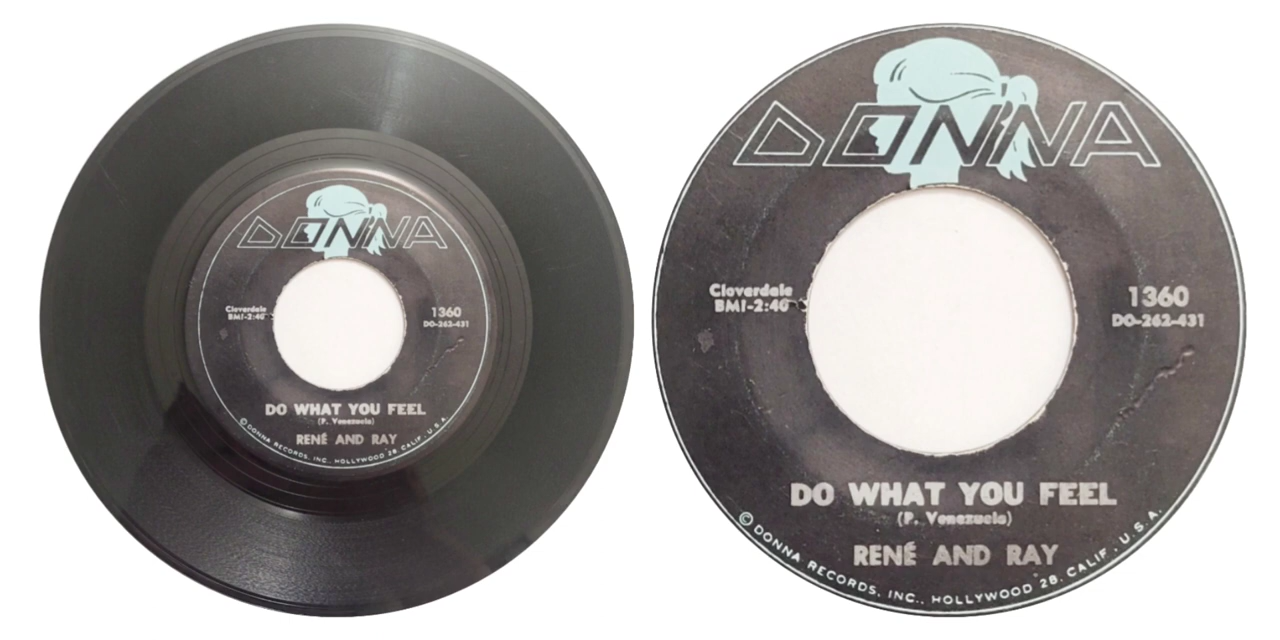 DONNA
Cloverdale
BMI-2:40
1360
DO-262-431
DO WHAT YOU FEEL
(P. Venezuela)
RENÉ AND RAY
© DONNA RECORDS, INC., HOLLYWOOD 28, CALIF., U.S.A.
DONNA
Cloverdale
BMI-2:40
1360
DO-262-431
DO WHAT YOU FEEL
(P. Venezuela)
RENÉ AND RAY
© DONNA RECORDS, INC., HOLLYWOOD 28, CALIF., U.S.A.